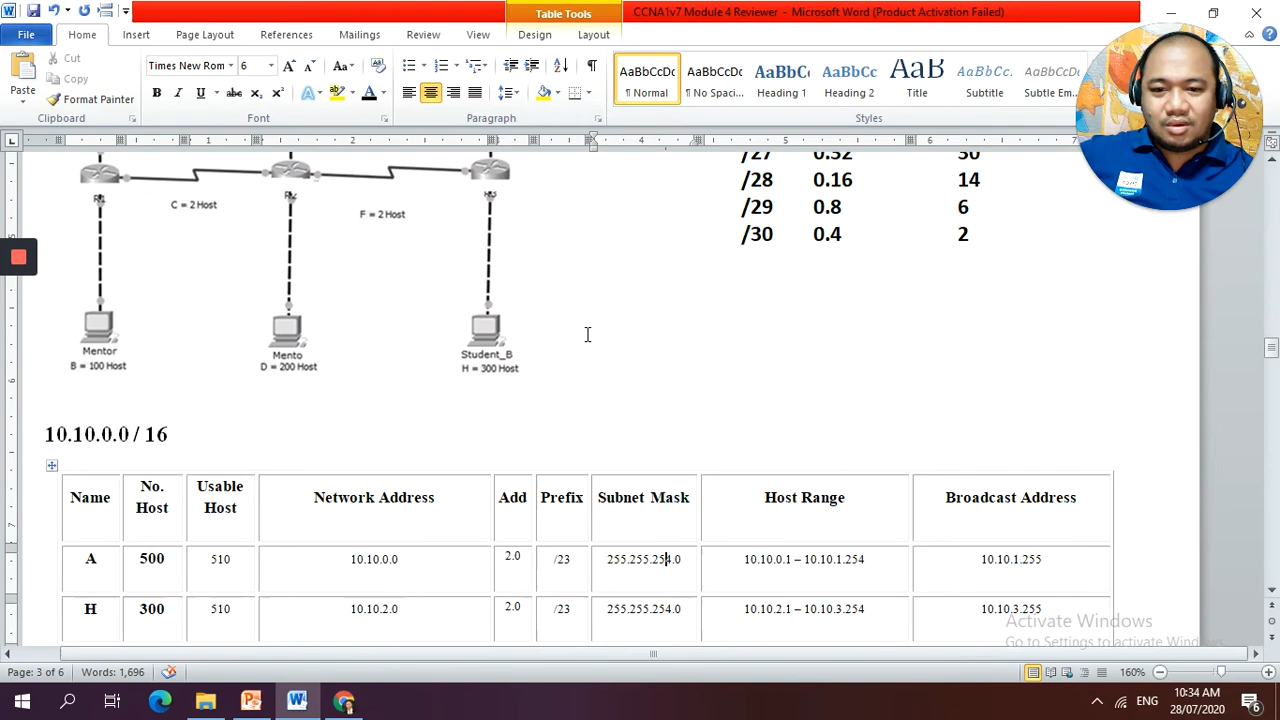 Table Tools
CCNA1v7 Module 4 Reviewer - Microsoft Word (Product Activation Failed)
File Home Insert Page Layout References Mailings Review View Design Layout
Paste
Cut
Copy
Format Painter
Clipboard
Times New Rom 6
Font
Paragraph
AaBbCcDc
¶ Normal
AaBbCcDc
¶ No Spaci...
AaBbCc
Heading 1
AaBbCc
Heading 2
AaB
Title
AaBbCcDc
Subtitle
AaBbCcDc
Subtle Em...
Styles
/27 0.32 30
/28 0.16 14
/29 0.8 6
/30 0.4 2
C = 2 Host
F = 2 Host
Mentor
B = 100 Host
Mento
D = 200 Host
Student_B
H = 300 Host
10.10.0.0 / 16
Name No. Host Usable Host Network Address Add Prefix Subnet Mask Host Range Broadcast Address
A 500 510 10.10.0.0 2.0 /23 255.255.254.0 10.10.0.1 – 10.10.1.254 10.10.1.255
H 300 510 10.10.2.0 2.0 /23 255.255.254.0 10.10.2.1 – 10.10.3.254 10.10.3.255
Activate Windows
Go to Settings to activate Windows.
Page: 3 of 6 Words: 1,696 160%
ENG
10:34 AM
28/07/2020
6